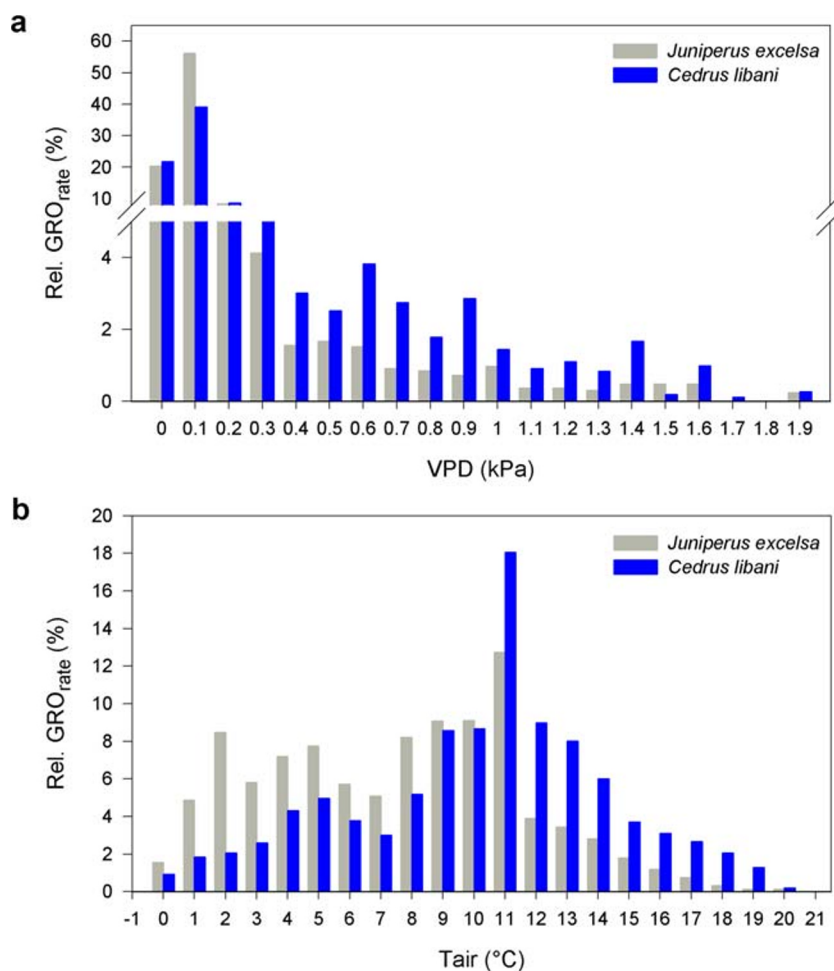 a
Rel. GROrate (%)
60
50
40
30
20
10
4
2
0
Juniperus excelsa
Cedrus libani
0 0.1 0.2 0.3 0.4 0.5 0.6 0.7 0.8 0.9 1 1.1 1.2 1.3 1.4 1.5 1.6 1.7 1.8 1.9
VPD (kPa)
b
Rel. GROrate (%)
20
18
16
14
12
10
8
6
4
2
0
Juniperus excelsa
Cedrus libani
-1 0 1 2 3 4 5 6 7 8 9 10 11 12 13 14 15 16 17 18 19 20 21
Tair (°C)